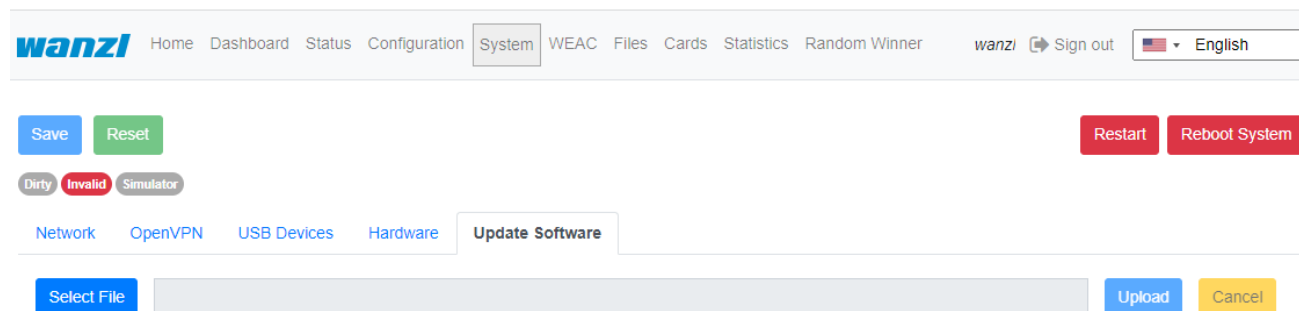 wanzl Home Dashboard Status Configuration System WEAC Files Cards Statistics Random Winner wanzl Sign out English
Save Reset Restart Reboot System
Dirty Invalid Simulator
Network OpenVPN USB Devices Hardware Update Software
Select File Upload Cancel